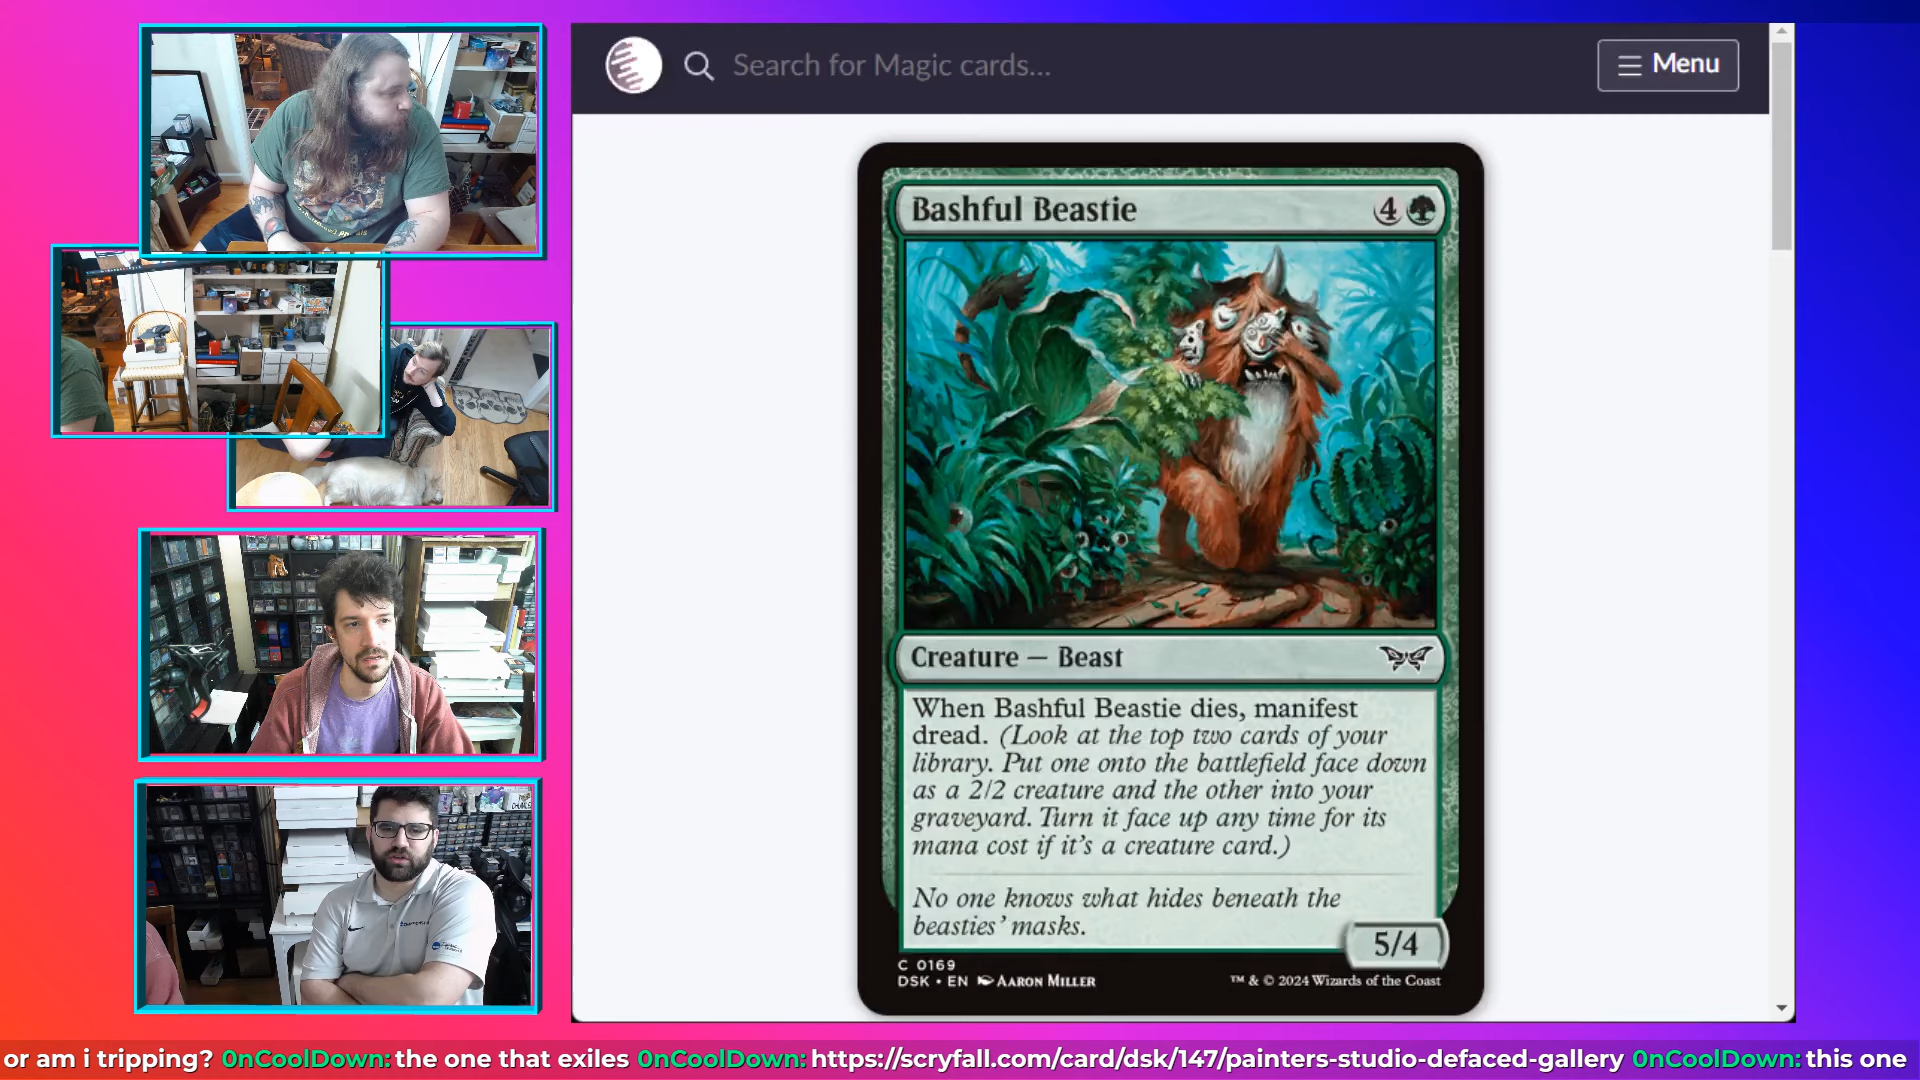 Search for Magic cards...
Menu
Bashful Beastie
4
Creature — Beast
When Bashful Beastie dies, manifest
dread. (Look at the top two cards of your
library. Put one onto the battlefield face down
as a 2/2 creature and the other into your
graveyard. Turn it face up any time for its
mana cost if it's a creature card.)
No one knows what hides beneath the
beasties' masks.
5/4
C 0169
DSK • EN AARON MILLER
™ & © 2024 Wizards of the Coast
or am i tripping? 0nCoolDown: the one that exiles 0nCoolDown: https://scryfall.com/card/dsk/147/painters-studio-defaced-gallery 0nCoolDown: this one